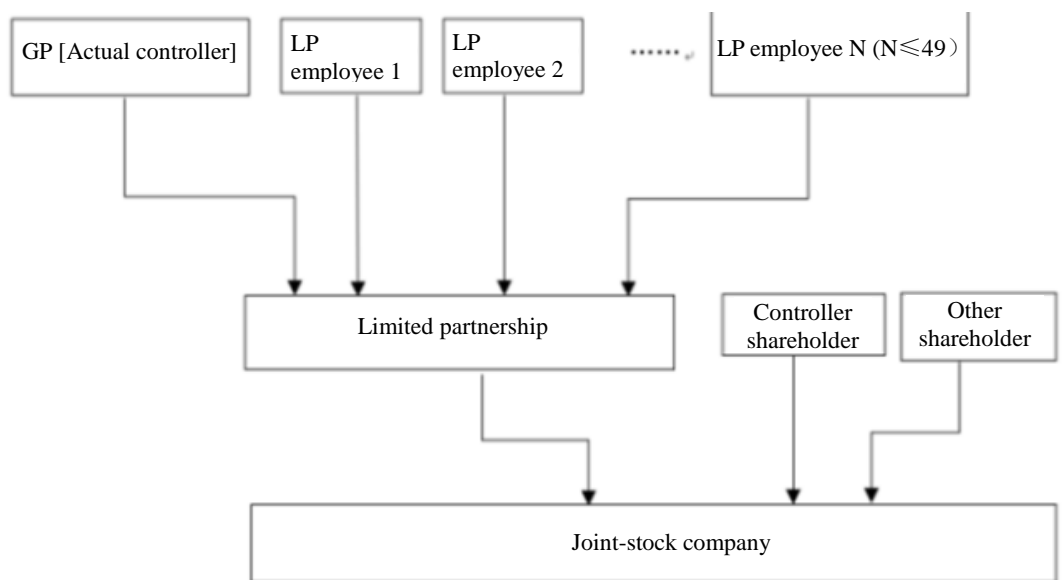 GP [Actual controller]
LP
employee 1
LP
employee 2
......
LP employee N (N≤49）
Limited partnership
Controller
shareholder
Other
shareholder
Joint-stock company